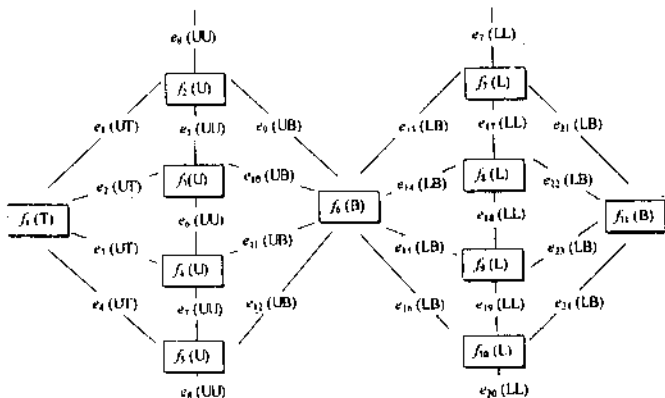 e₈ (UU) e₇ (LL)
f₂ (U) f₇ (L)
e₁ (UT) e₅ (UU) e₉ (UB) e₁₃ (LB) e₁₇ (LL) e₂₁ (LB)
f₃ (U) f₈ (L)
e₂ (UT) e₁₀ (UB) e₁₄ (LB) e₂₂ (LB)
f₁ (T) e₆ (UU) f₆ (B) e₁₈ (LL) f₁₁ (B)
e₃ (UT) e₁₁ (UB) e₁₅ (LB) e₂₃ (LB)
f₄ (U) f₉ (L)
e₄ (UT) e₇ (UU) e₁₂ (UB) e₁₆ (LB) e₁₉ (LL) e₂₄ (LB)
f₅ (U) f₁₀ (L)
e₈ (UU) e₂₀ (LL)